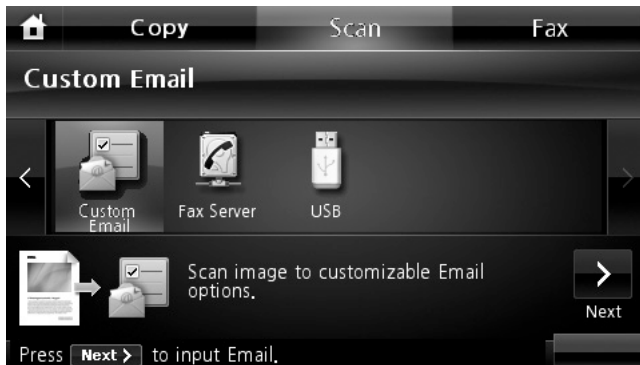 Copy Scan Fax
Custom Email
Custom
Email
Fax Server
USB
Scan image to customizable Email
options.
Next
Press Next > to input Email.